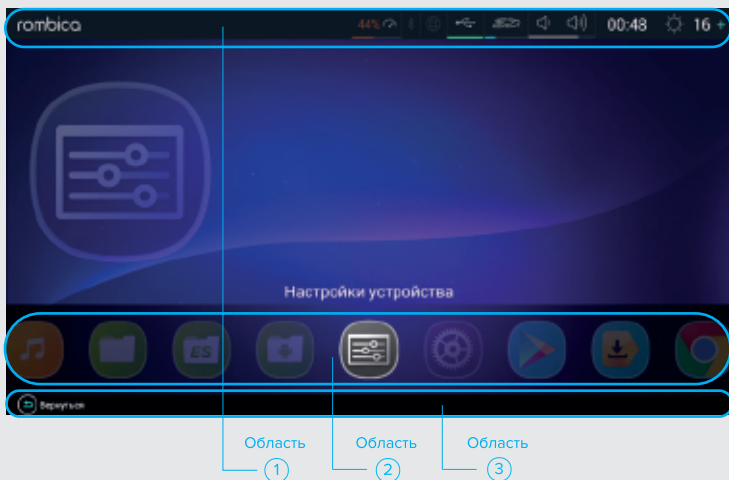 rombica 44% 00:48 16 +
Настройки устройства
ES
Вернуться
Область Область Область
1 2 3